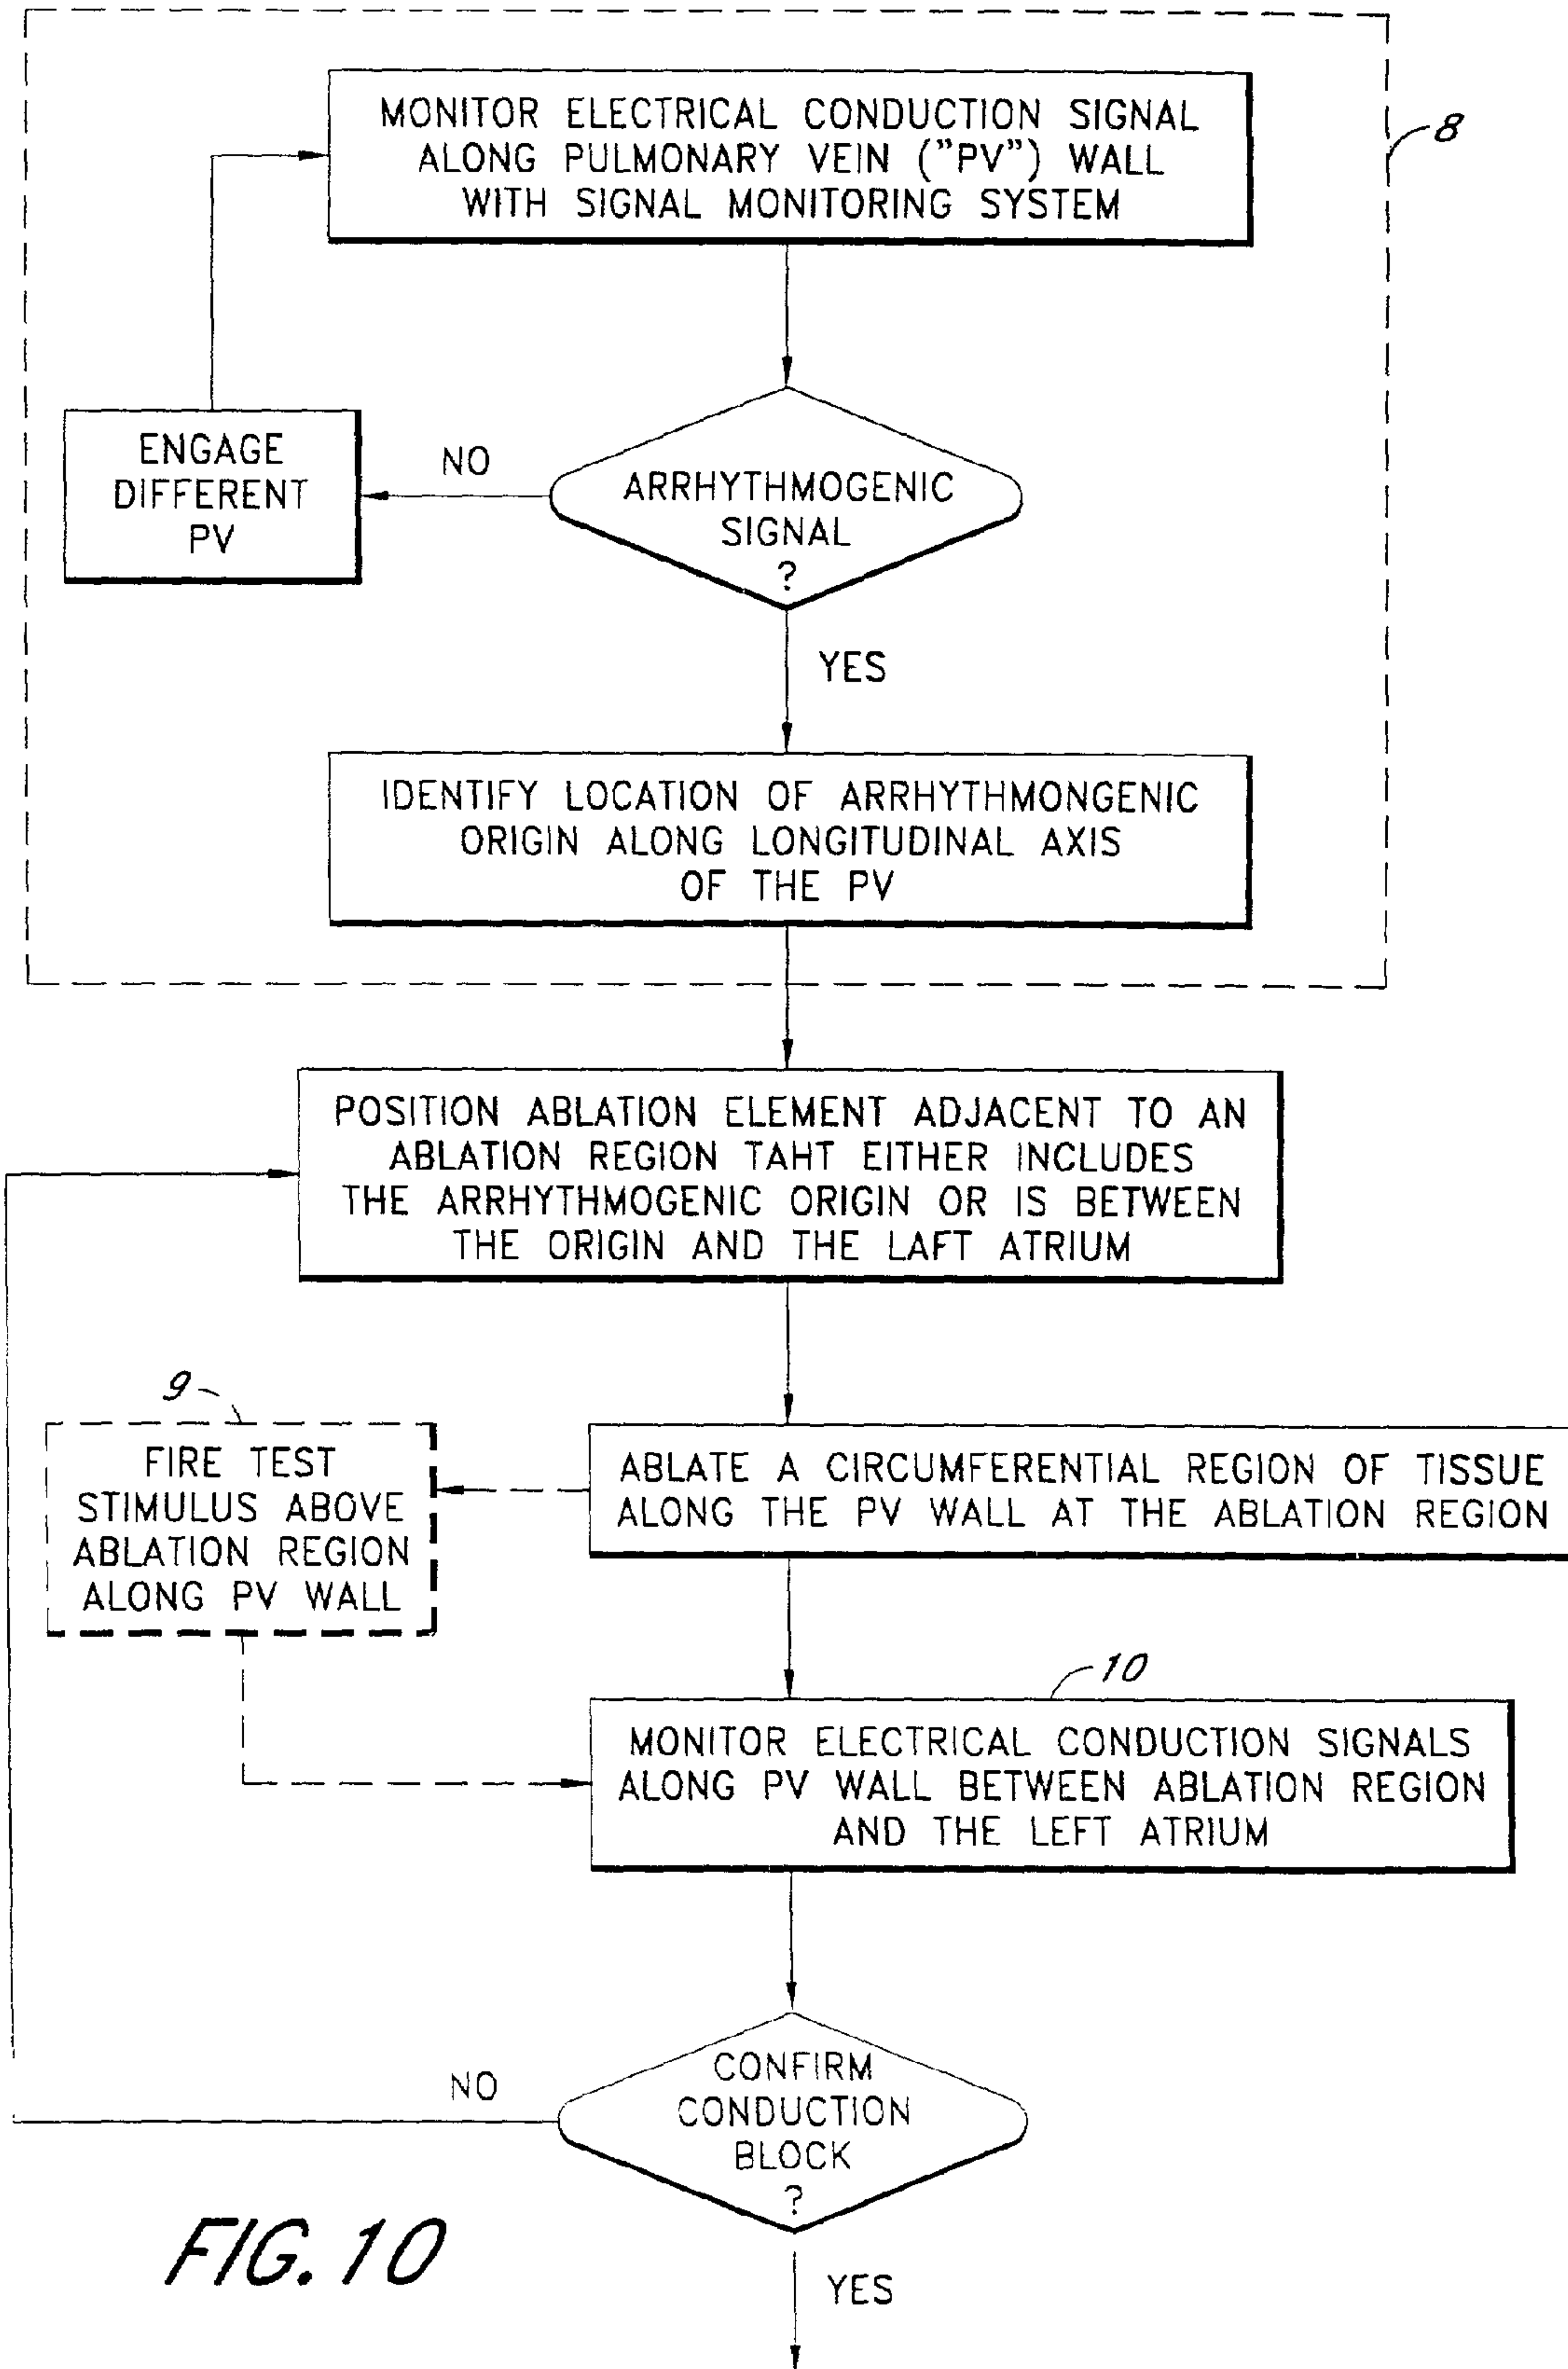 8
MONITOR ELECTRICAL CONDUCTION SIGNAL
ALONG PULMONARY VEIN ("PV") WALL
WITH SIGNAL MONITORING SYSTEM
ENGAGE
DIFFERENT
PV
NO
ARRHYTHMOGENIC
SIGNAL
?
YES
IDENTIFY LOCATION OF ARRHYTHMONGENIC
ORIGIN ALONG LONGITUDINAL AXIS
OF THE PV
POSITION ABLATION ELEMENT ADJACENT TO AN
ABLATION REGION TAHT EITHER INCLUDES
THE ARRHYTHMOGENIC ORIGIN OR IS BETWEEN
THE ORIGIN AND THE LAFT ATRIUM
9
FIRE TEST
STIMULUS ABOVE
ABLATION REGION
ALONG PV WALL
ABLATE A CIRCUMFERENTIAL REGION OF TISSUE
ALONG THE PV WALL AT THE ABLATION REGION
10
MONITOR ELECTRICAL CONDUCTION SIGNALS
ALONG PV WALL BETWEEN ABLATION REGION
AND THE LEFT ATRIUM
NO
CONFIRM
CONDUCTION
BLOCK
?
YES
FIG. 10